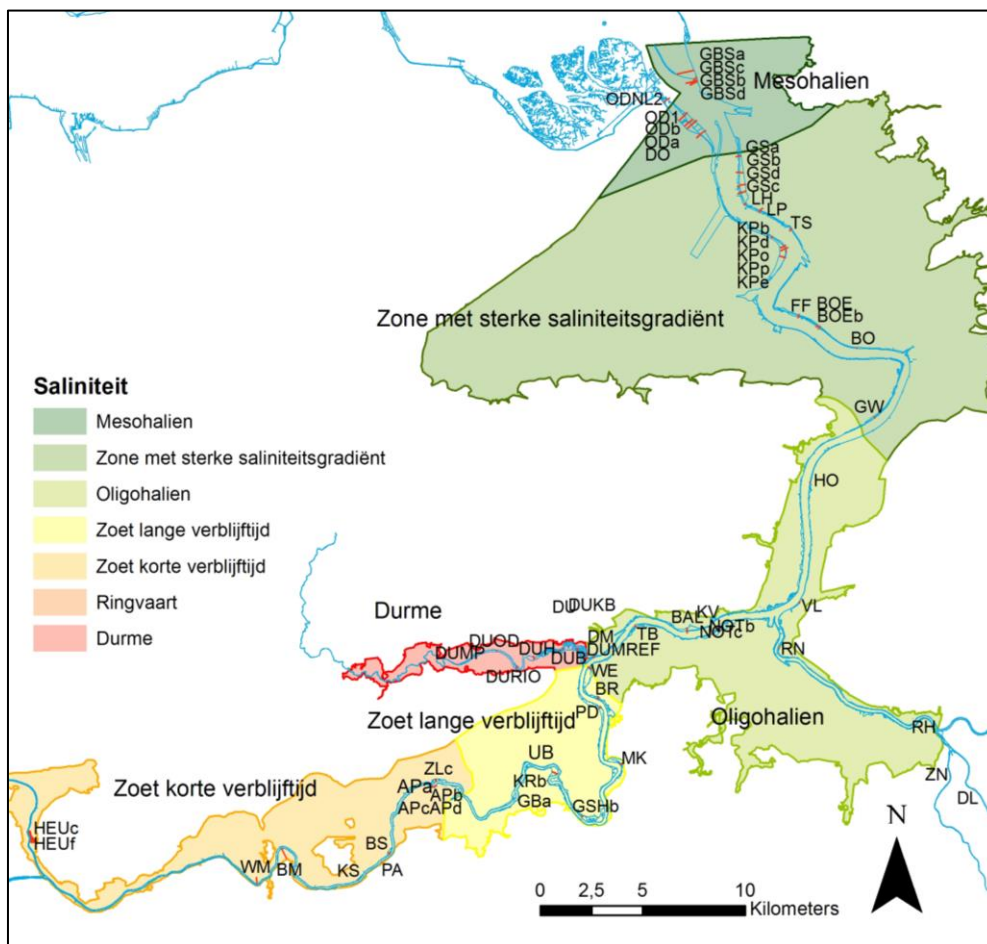 GBSa
GBSc
GBSb
GBSd
Mesohalien
ODNL2
OD1
ODb
ODa
DO
GSa
GSb
GSd
GSc
LH
LP
TS
KPb
KPd
KPo
KPp
KPe
Zone met sterke saliniteitsgradiënt
FF
BOE
BOEb
BO
GW
HO
Saliniteit
Mesohalien
Zone met sterke saliniteitsgradiënt
Oligohalien
Zoet lange verblijftijd
Zoet korte verblijftijd
Ringvaart
Durme
Durme
DU
DUKB
BAL
KV
NOTb
NOTc
VL
DUOD
DUMP
DUH
DUB
DURIO
DM
TB
DUMREF
WE
BR
PD
RN
Zoet lange verblijftijd
Oligohalien
RH
ZN
DL
MK
UB
KRb
GBa
GSHb
Zoet korte verblijftijd
ZLc
APa
APb
APcAPd
HEUc
HEUf
BS
WM
BM
KS
PA
N
0 2,5 5 10
Kilometers